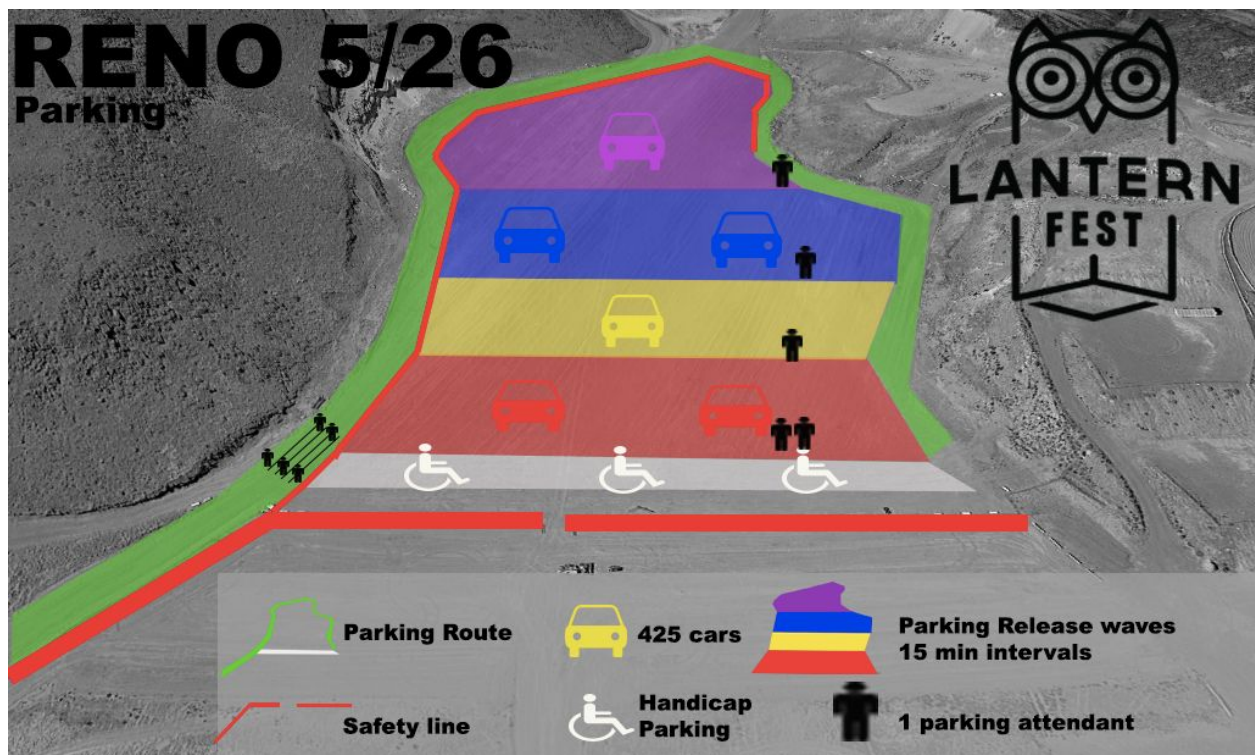 RENO 5/26
Parking
LANTERN
FEST
Parking Route
425 cars
Parking Release waves
15 min intervals
Safety line
Handicap
Parking
1 parking attendant